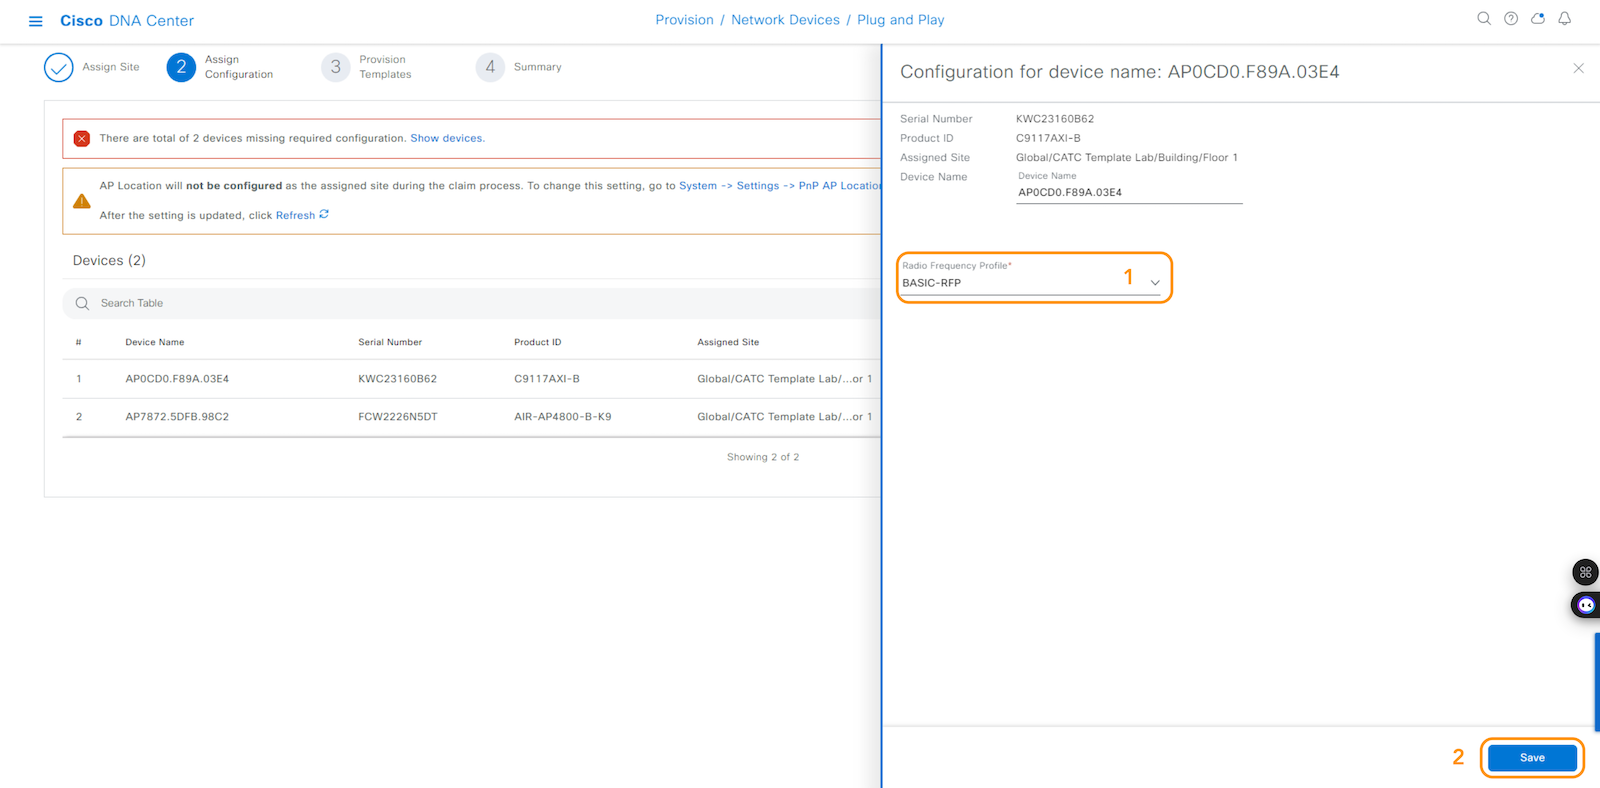 Cisco DNA Center
Provision / Network Devices / Plug and Play
Assign Site
2 Assign Configuration
3 Provision Templates
4 Summary
There are total of 2 devices missing required configuration. Show devices.
AP Location will not be configured as the assigned site during the claim process. To change this setting, go to System -> Settings -> PnP AP Location
After the setting is updated, click Refresh
Devices (2)
Search Table
# Device Name Serial Number Product ID Assigned Site
1 AP0CD0.F89A.03E4 KWC23160B62 C9117AXI-B Global/CATC Template Lab/...or 1
2 AP7872.5DFB.98C2 FCW2226N5DT AIR-AP4800-B-K9 Global/CATC Template Lab/...or 1
Showing 2 of 2
Configuration for device name: AP0CD0.F89A.03E4
Serial Number KWC23160B62
Product ID C9117AXI-B
Assigned Site Global/CATC Template Lab/Building/Floor 1
Device Name Device Name
AP0CD0.F89A.03E4
Radio Frequency Profile*
BASIC-RFP 1
2 Save